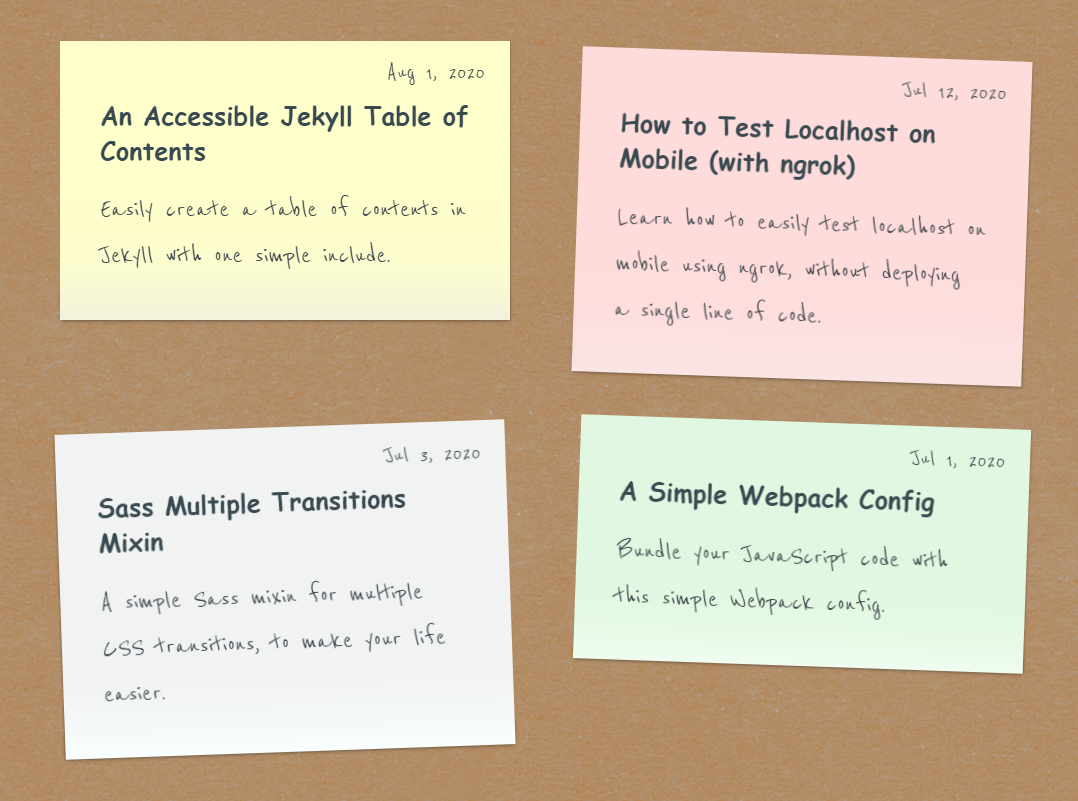 Aug 1, 2020
An Accessible Jekyll Table of
Contents
Easily create a table of contents in
Jekyll with one simple include.
Jul 12, 2020
How to Test Localhost on
Mobile (with ngrok)
Learn how to easily test localhost on
mobile using ngrok, without deploying
a single line of code.
Jul 3, 2020
Sass Multiple Transitions
Mixin
A simple Sass mixin for multiple
CSS transitions, to make your life
easier.
Jul 1, 2020
A Simple Webpack Config
Bundle your JavaScript code with
this simple Webpack config.